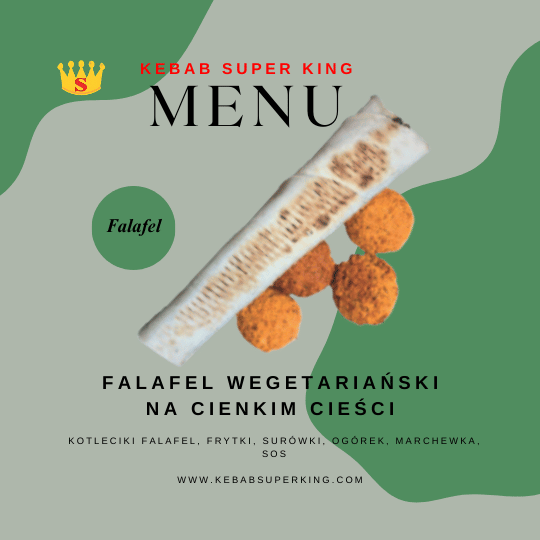 S
KEBAB SUPER KING
MENU
Falafel
FALAFEL WEGETARIAŃSKI
NA CIENKIM CIEŚCI
KOTLECIKI FALAFEL, FRYTKI, SURÓWKI, OGÓREK, MARCHEWKA,
SOS
WWW.KEBABSUPERKING.COM